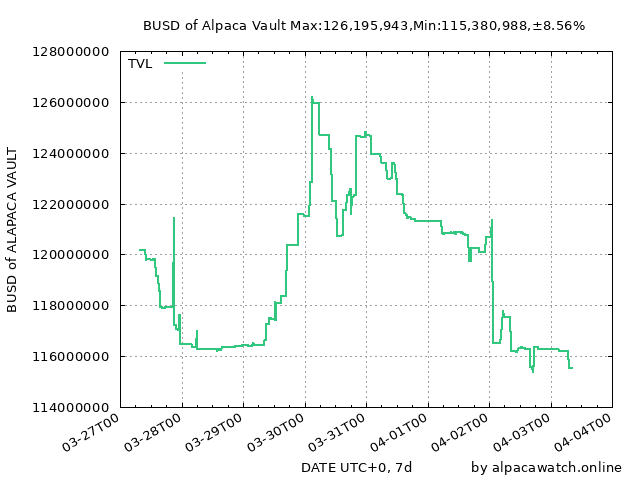 BUSD of Alpaca Vault Max:126,195,943,Min:115,380,988,±8.56%
128000000
TVL
126000000
124000000
122000000
120000000
118000000
116000000
114000000
BUSD of ALAPACA VAULT
03-27T00
03-28T00
03-29T00
03-30T00
03-31T00
04-01T00
04-02T00
04-03T00
04-04T00
DATE UTC+0, 7d
by alpacawatch.online